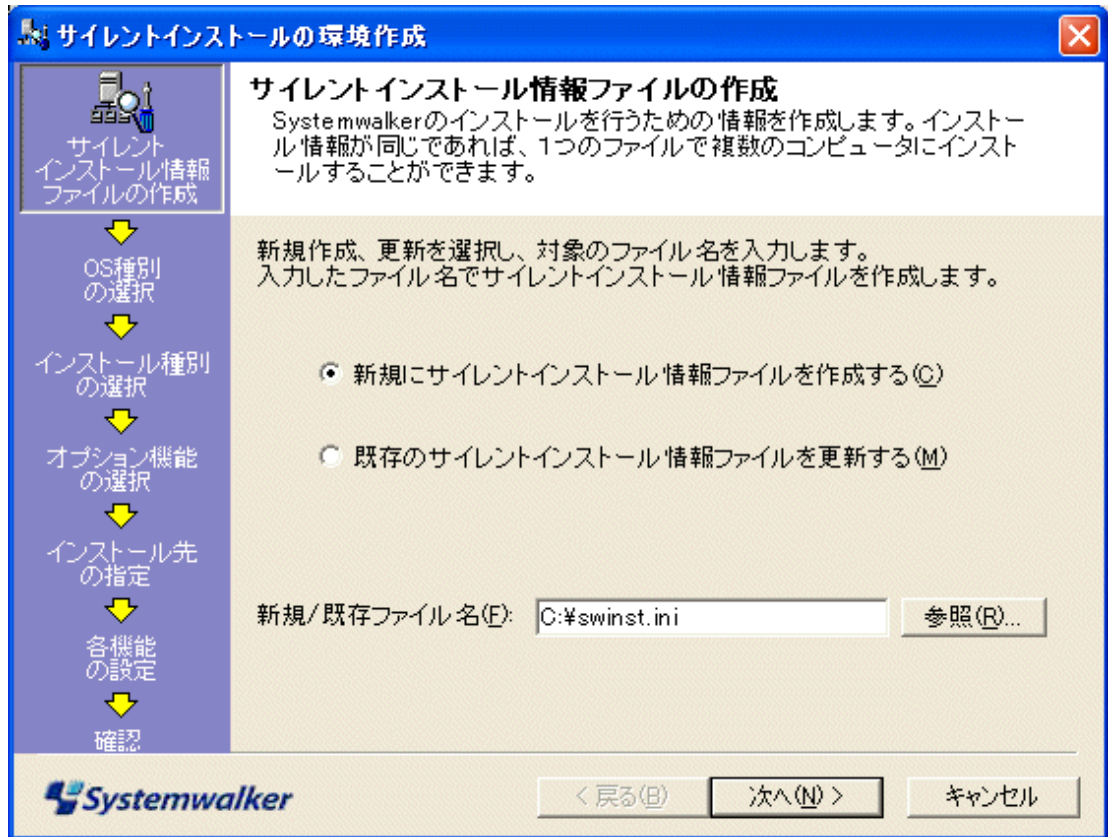 サイレントインストールの環境作成
サイレント
インストール情報
ファイルの作成
OS種別
の選択
インストール種別
の選択
オプション機能
の選択
インストール先
の指定
各機能
の設定
確認
サイレントインストール情報ファイルの作成
Systemwalkerのインストールを行うための情報を作成します。インストー
ル情報が同じであれば、1つのファイルで複数のコンピュータにインスト
ールすることができます。
新規作成、更新を選択し、対象のファイル名を入力します。
入力したファイル名でサイレントインストール情報ファイルを作成します。
新規にサイレントインストール情報ファイルを作成する(C)
既存のサイレントインストール情報ファイルを更新する(M)
新規/既存ファイル名(F): C:¥swinst.ini 参照(R)...
Systemwalker < 戻る(B) 次へ(N) > キャンセル